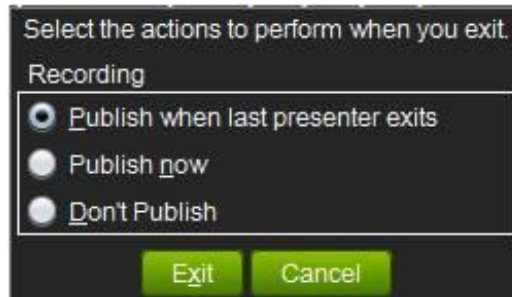 Select the actions to perform when you exit.
Recording
Publish when last presenter exits
Publish now
Don't Publish
Exit Cancel